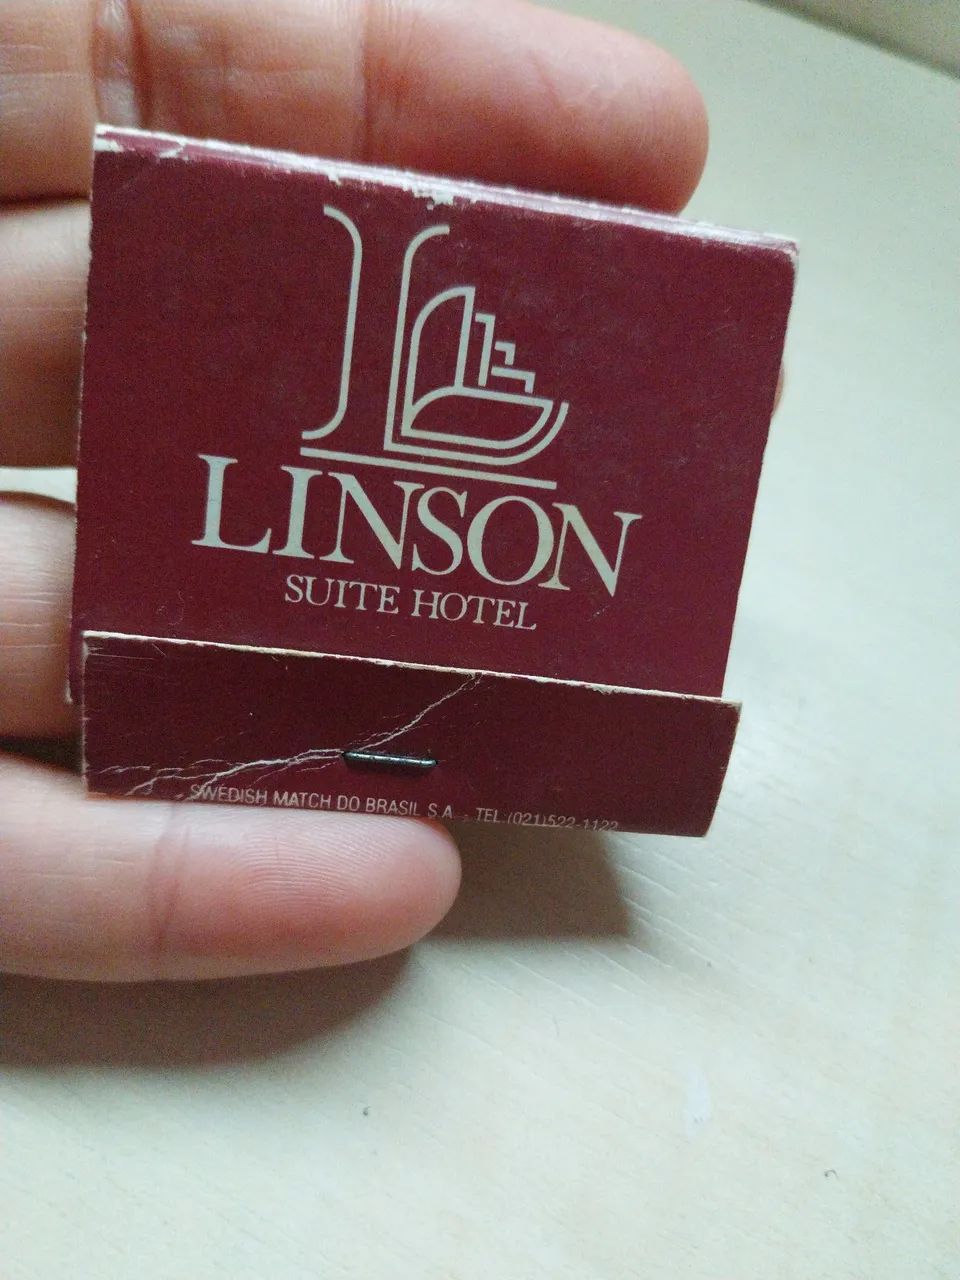 LINSON
SUITE HOTEL
SWEDISH MATCH DO BRASIL S.A. - TEL: (021)522-1122